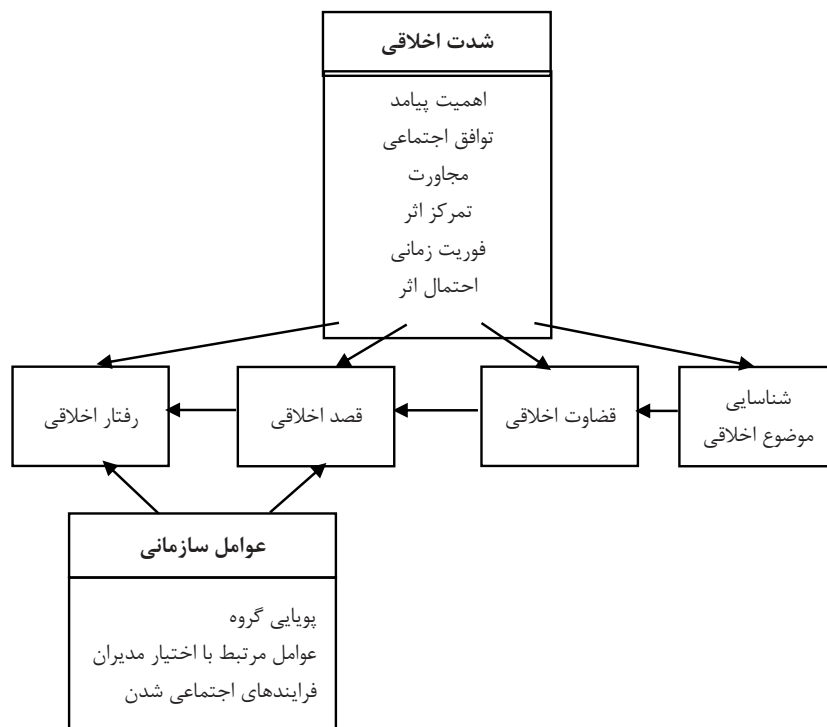 شدت اخلاقی
اهمیت پیامد
توافق اجتماعی
مجاورت
تمرکز اثر
فوریت زمانی
احتمال اثر
شناسایی
موضوع اخلاقی
قضاوت اخلاقی
قصد اخلاقی
رفتار اخلاقی
عوامل سازمانی
پویایی گروه
عوامل مرتبط با اختیار مدیران
فرایندهای اجتماعی شدن